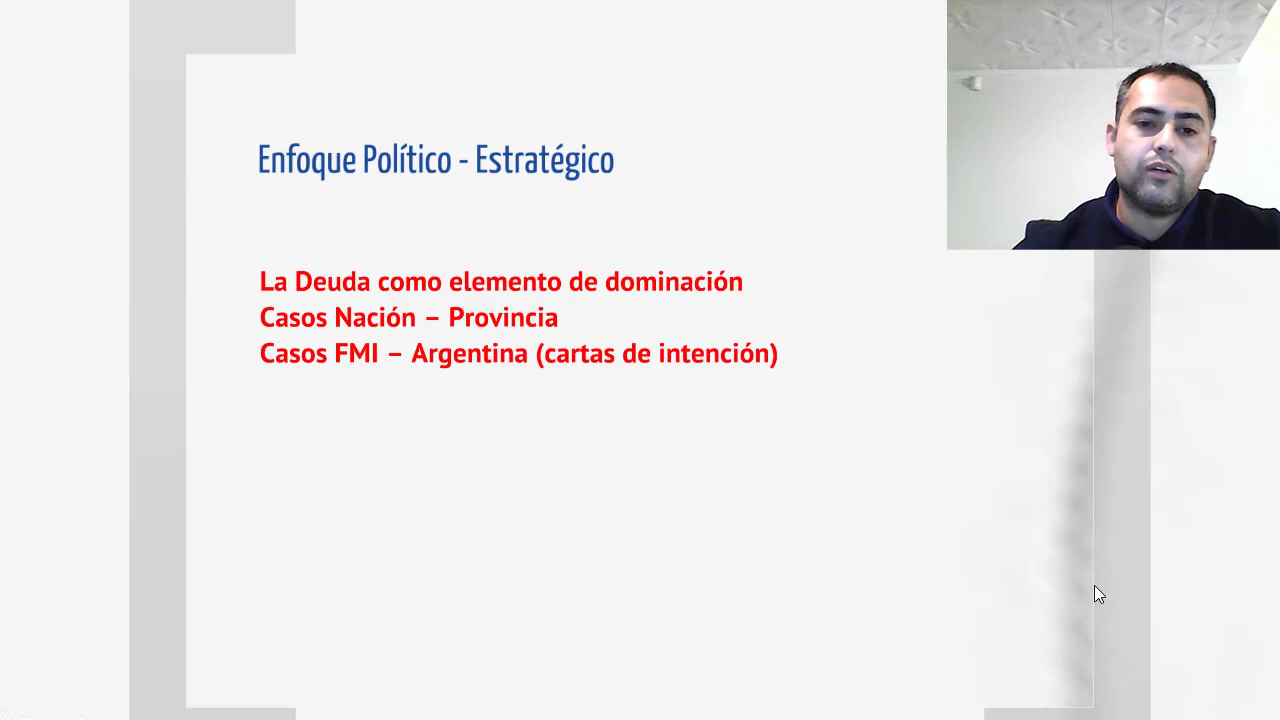 Enfoque Político - Estratégico
La Deuda como elemento de dominación
Casos Nación – Provincia
Casos FMI – Argentina (cartas de intención)